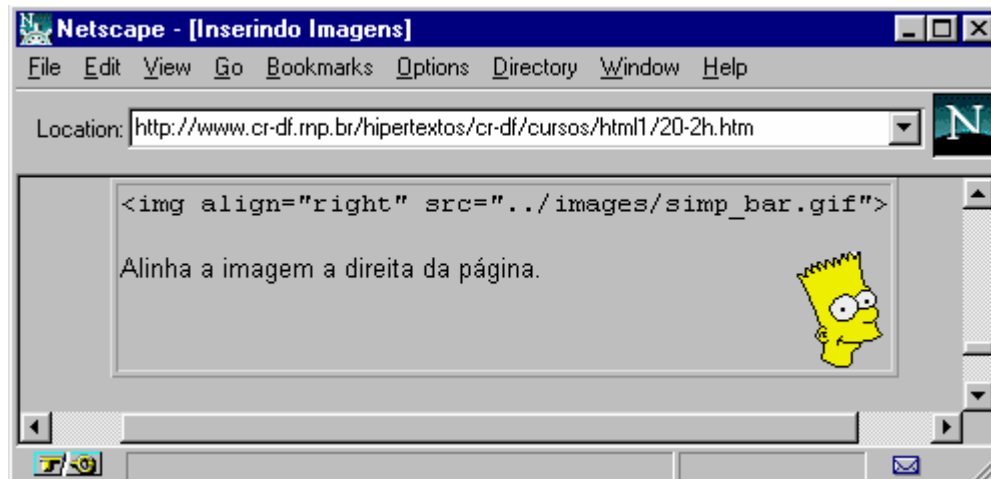 Netscape - [Inserindo Imagens]
File Edit View Go Bookmarks Options Directory Window Help
Location: http://www.cr-df.rnp.br/hipertextos/cr-df/cursos/html1/20-2h.htm
N
<img align="right" src="../images/simp_bar.gif">
Alinha a imagem a direita da página.